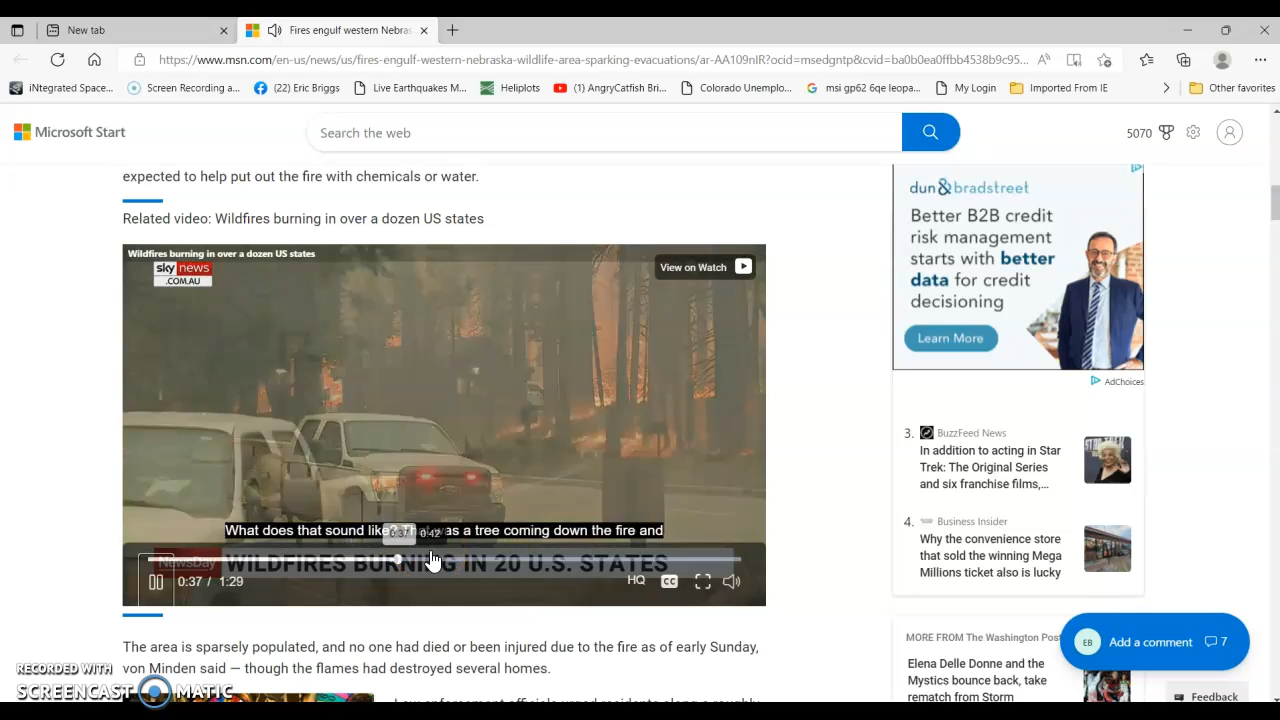 New tab
Fires engulf western Nebras
https://www.msn.com/en-us/news/us/fires-engulf-western-nebraska-wildlife-area-sparking-evacuations/ar-AA109nIR?ocid=msedgntp&cvid=ba0b0ea0ffbb4538b9c95...
iNtegrated Space...
Screen Recording a...
(22) Eric Briggs
Live Earthquakes M...
Heliplots
(1) AngryCatfish Bri...
Colorado Unemplo...
msi gp62 6qe leopa...
My Login
Imported From IE
Other favorites
Microsoft Start
Search the web
5070
expected to help put out the fire with chemicals or water.
Related video: Wildfires burning in over a dozen US states
Wildfires burning in over a dozen US states
sky news
.COM.AU
View on Watch
What does that sound like? That was a tree coming down the fire and
0:37
0:42
NewsDay
WILDFIRES BURNING IN 20 U.S. STATES
0:37 / 1:29
HQ
CC
The area is sparsely populated, and no one had died or been injured due to the fire as of early Sunday,
von Minden said — though the flames had destroyed several homes.
dun & bradstreet
Better B2B credit
risk management
starts with better
data for credit
decisioning
Learn More
AdChoices
3. BuzzFeed News
In addition to acting in Star
Trek: The Original Series
and six franchise films,...
4. Business Insider
Why the convenience store
that sold the winning Mega
Millions ticket also is lucky
MORE FROM The Washington Post
Elena Delle Donne and the
Mystics bounce back, take
rematch from Storm
EB
Add a comment
7
Feedback
RECORDED WITH
SCREENCAST MATIC